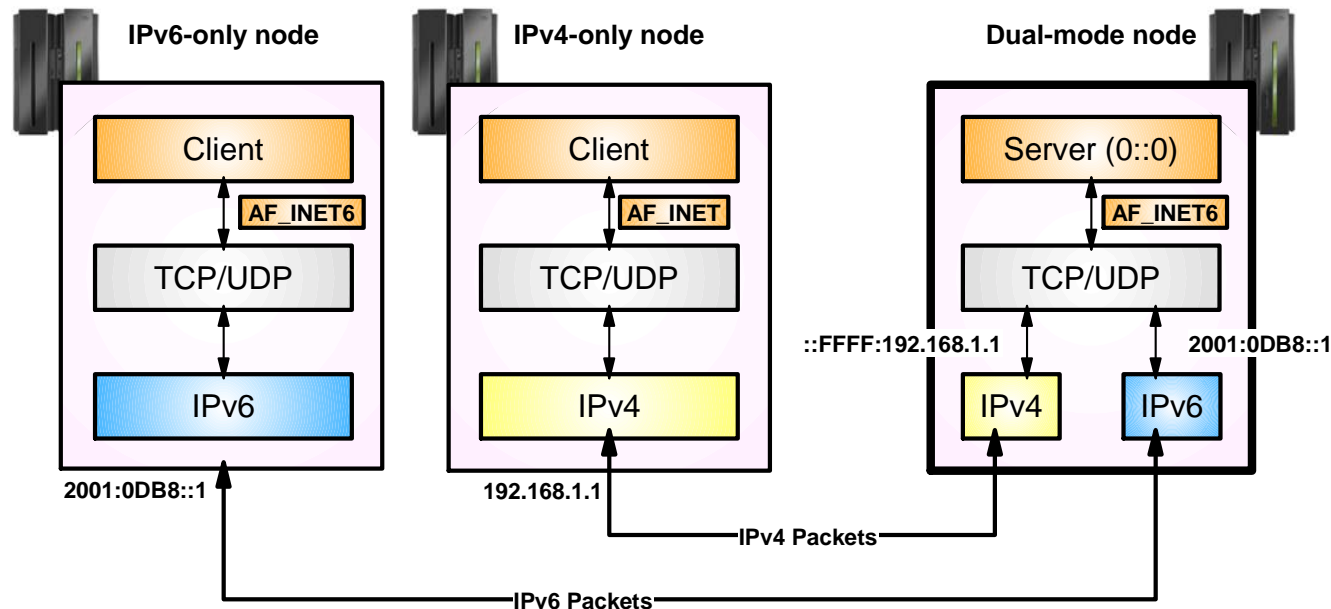 IPv6-only node
IPv4-only node
Dual-mode node
Client
Client
Server (0::0)
AF_INET6
AF_INET
AF_INET6
TCP/UDP
TCP/UDP
TCP/UDP
::FFFF:192.168.1.1
2001:0DB8::1
IPv6
IPv4
IPv4
IPv6
2001:0DB8::1
192.168.1.1
IPv4 Packets
IPv6 Packets